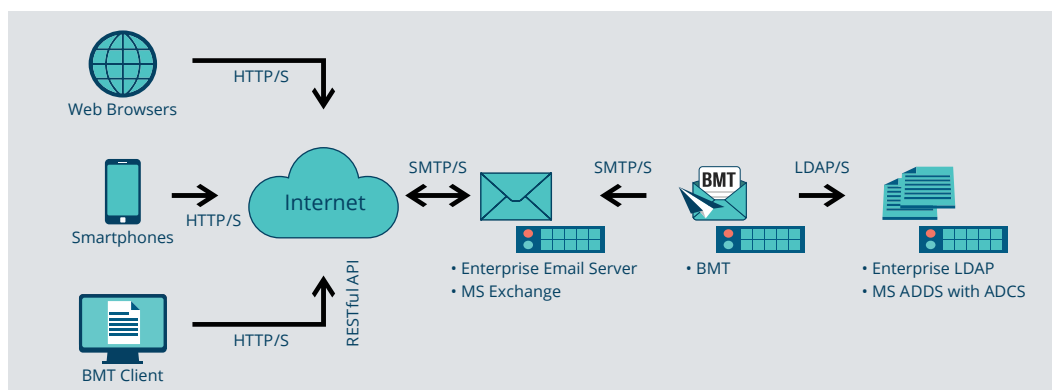 HTTP/S
Web Browsers
SMTP/S
SMTP/S
BMT
LDAP/S
Internet
HTTP/S
Smartphones
• Enterprise Email Server
• MS Exchange
• BMT
• Enterprise LDAP
• MS ADDS with ADCS
RESTful API
HTTP/S
BMT Client